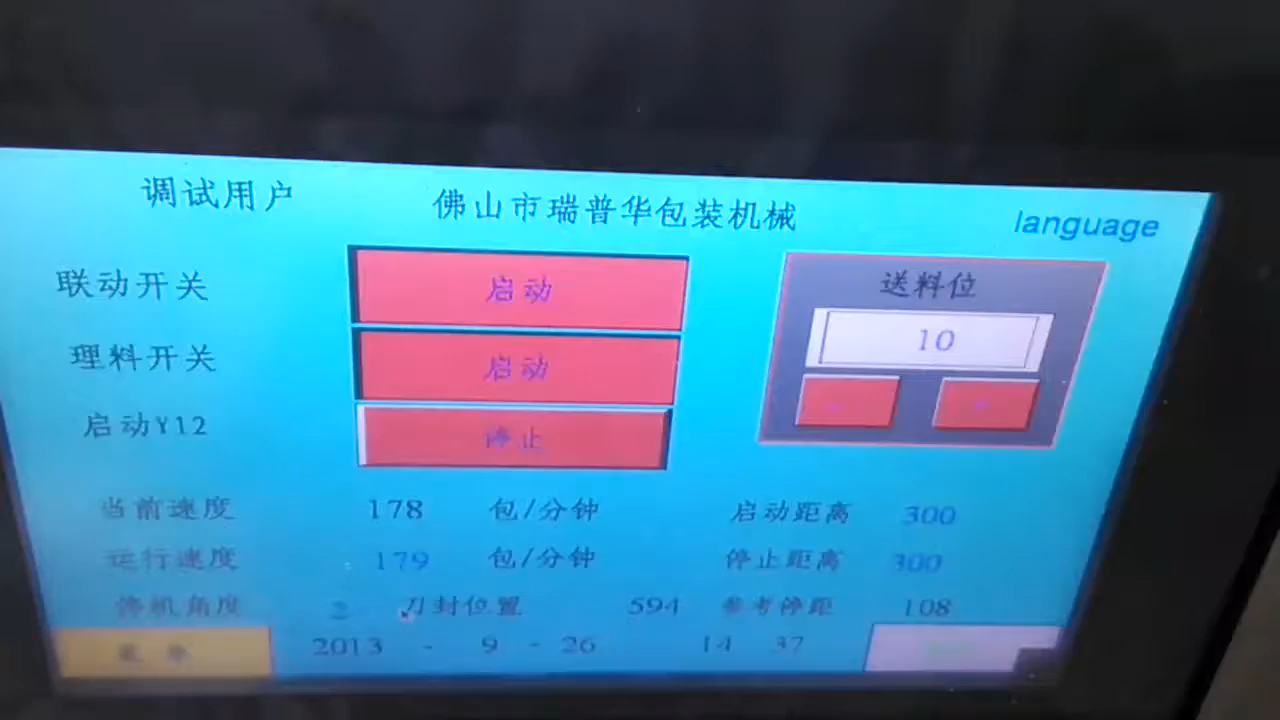 调试用户 佛山市瑞普华包装机械 language
联动开关 启动 送料位
10
理料开关 启动
- +
启动Y12 停止
当前速度 178 包/分钟 启动距离 300
运行速度 179 包/分钟 停止距离 300
停机角度 2 刀封位置 594 参考停距 108
菜单 2013 - 9 - 26 14 37